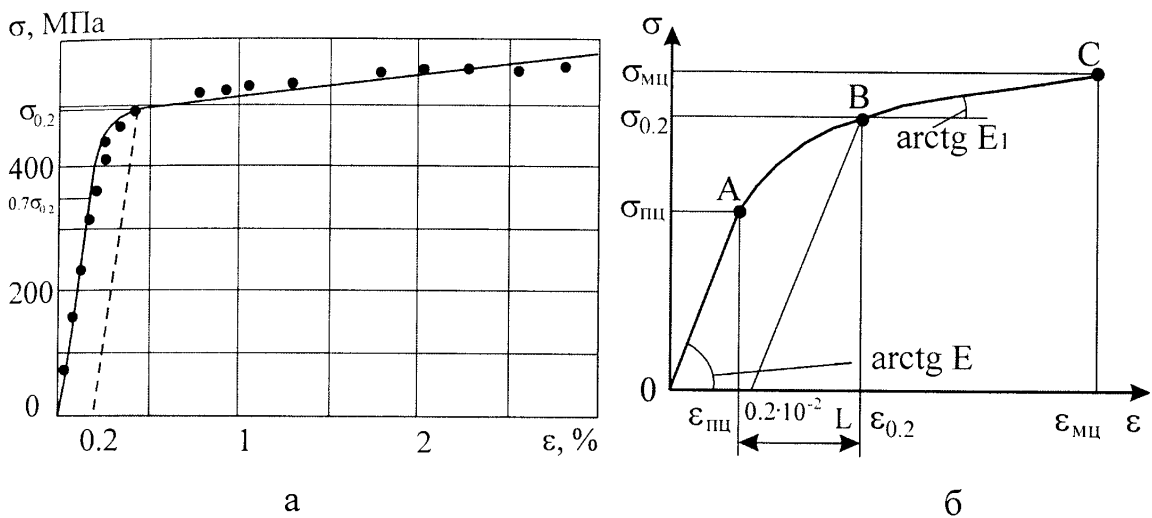 σ, МПа
σ₀.₂
400
0.7σ₀.₂
200
0
0.2
1
2
ε, %
а
σ
σмц
σ₀.₂
σпц
0
A
B
C
arctg E₁
arctg E
εпц
0.2·10⁻²
L
ε₀.₂
εмц
ε
б